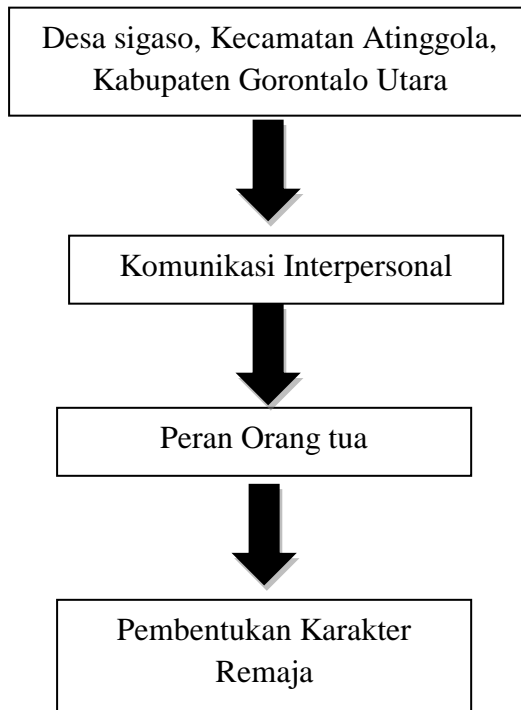 Desa sigaso, Kecamatan Atinggola,
Kabupaten Gorontalo Utara
Komunikasi Interpersonal
Peran Orang tua
Pembentukan Karakter
Remaja